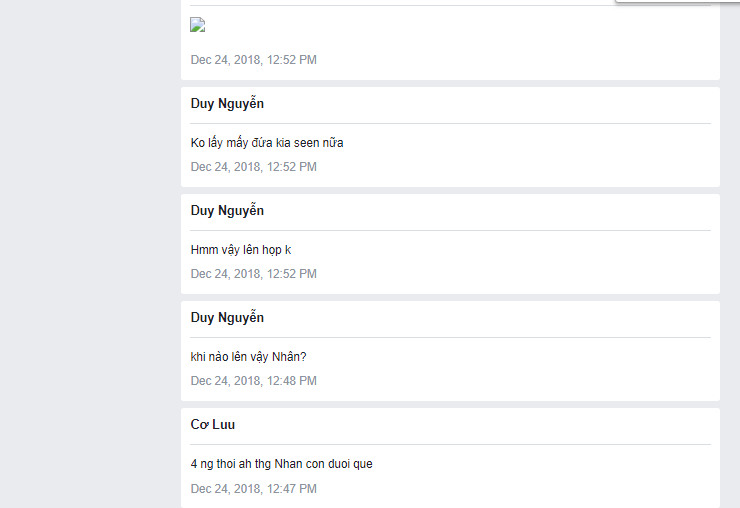 Dec 24, 2018, 12:52 PM
Duy Nguyễn
Ko lấy mấy đứa kia seen nữa
Dec 24, 2018, 12:52 PM
Duy Nguyễn
Hmm vậy lên họp k
Dec 24, 2018, 12:52 PM
Duy Nguyễn
khi nào lên vậy Nhân?
Dec 24, 2018, 12:48 PM
Cơ Luu
4 ng thoi ah thg Nhan con duoi que
Dec 24, 2018, 12:47 PM